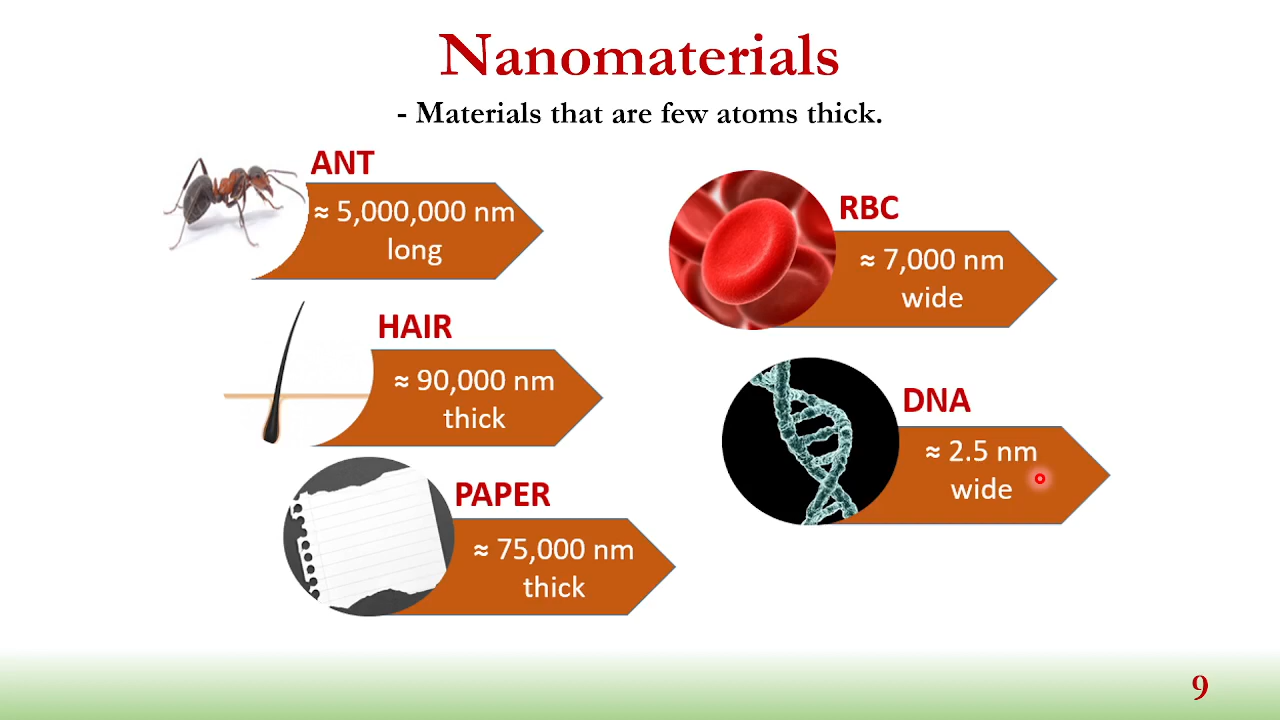 Nanomaterials
- Materials that are few atoms thick.
ANT
≈ 5,000,000 nm
long
HAIR
≈ 90,000 nm
thick
PAPER
≈ 75,000 nm
thick
RBC
≈ 7,000 nm
wide
DNA
≈ 2.5 nm
wide
9